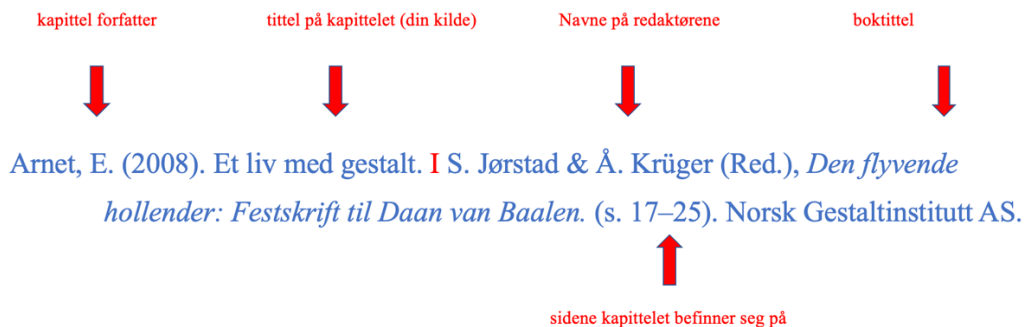 kapittel forfatter tittel på kapittelet (din kilde) Navne på redaktørene boktittel
Arnet, E. (2008). Et liv med gestalt. I S. Jørstad & Å. Krüger (Red.), Den flyvende
hollender: Festskrift til Daan van Baalen. (s. 17–25). Norsk Gestaltinstitutt AS.
sidene kapittelet befinner seg på